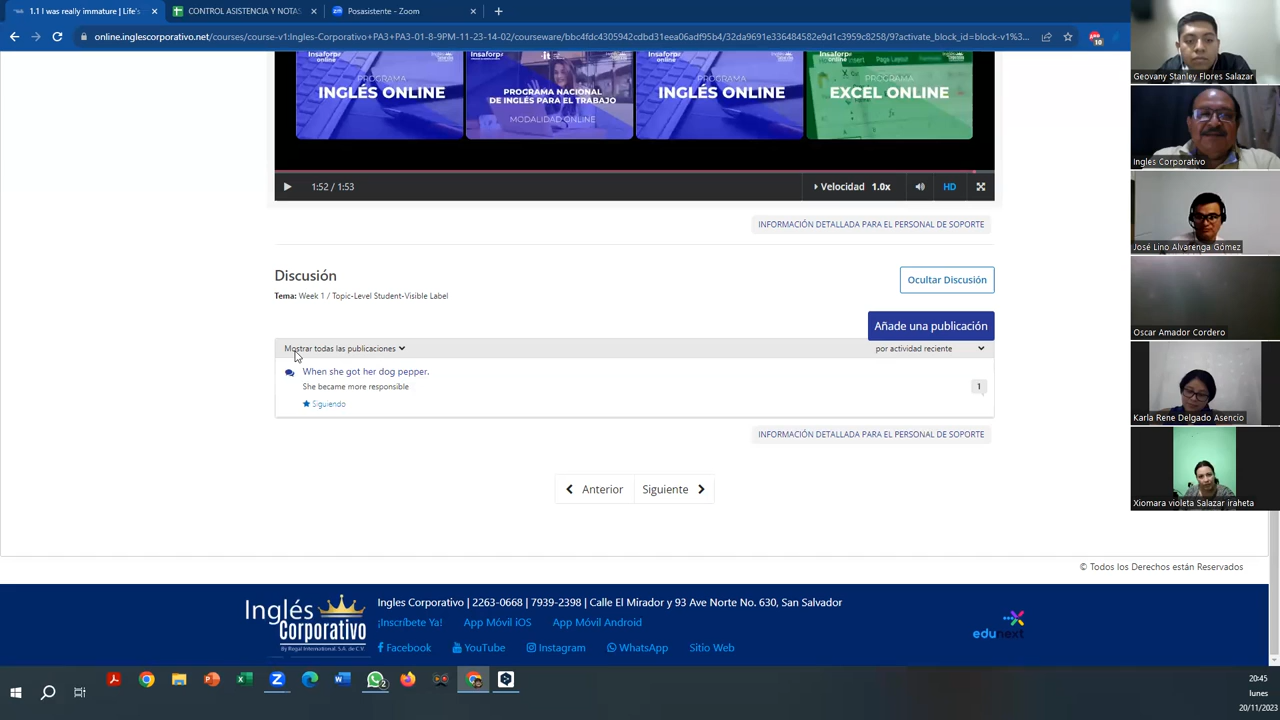 1.1 I was really immature | Life's
CONTROL ASISTENCIA Y NOTAS
Posasistente - Zoom
online.inglescorporativo.net/courses/course-v1:Ingles-Corporativo+PA3+PA3-01-8-9PM-11-23-14-02/courseware/bbc4fdc4305942cdbd31eea06adf95b4/32da9691e336484582e9d1c3959c8258/9?activate_block_id=block-v1%3...
10
Insaforp online
PROGRAMA
INGLÉS ONLINE
Insaforp
PROGRAMA NACIONAL
DE INGLÉS PARA EL TRABAJO
MODALIDAD ONLINE
Insaforp online
PROGRAMA
INGLÉS ONLINE
Insaforp online
PROGRAMA
EXCEL ONLINE
1:52 / 1:53
Velocidad 1.0x
HD
INFORMACIÓN DETALLADA PARA EL PERSONAL DE SOPORTE
Discusión
Ocultar Discusión
Tema: Week 1 / Topic-Level Student-Visible Label
Añade una publicación
Mostrar todas las publicaciones
por actividad reciente
When she got her dog pepper.
She became more responsible
1
Siguiendo
INFORMACIÓN DETALLADA PARA EL PERSONAL DE SOPORTE
Anterior
Siguiente
© Todos los Derechos están Reservados
Inglés
Corporativo
By Regal International, S.A. de C.V.
Ingles Corporativo | 2263-0668 | 7939-2398 | Calle El Mirador y 93 Ave Norte No. 630, San Salvador
¡Inscríbete Ya!
App Móvil iOS
App Móvil Android
Facebook
YouTube
Instagram
WhatsApp
Sitio Web
edunext
Geovany Stanley Flores Salazar
Ingles Corporativo
José Lino Alvarenga Gómez
Oscar Amador Cordero
Karla Rene Delgado Asencio
Xiomara violeta Salazar iraheta
20:45
lunes
20/11/2023